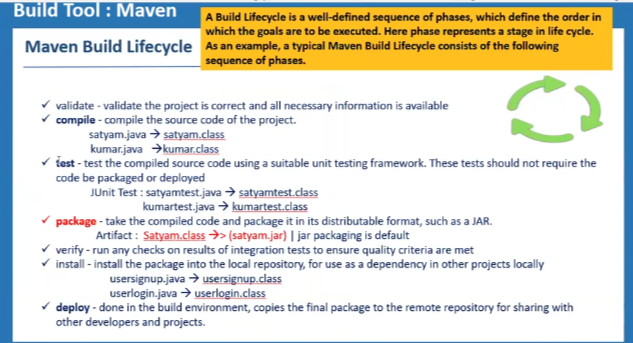 Build Tool : Maven
A Build Lifecycle is a well-defined sequence of phases, which define the order in
which the goals are to be executed. Here phase represents a stage in life cycle.
As an example, a typical Maven Build Lifecycle consists of the following
sequence of phases.
Maven Build Lifecycle
✓ validate - validate the project is correct and all necessary information is available
✓ compile - compile the source code of the project.
satyam.java → satyam.class
kumar.java → kumar.class
✓ test - test the compiled source code using a suitable unit testing framework. These tests should not require the
code be packaged or deployed
JUnit Test : satyamtest.java → satyamtest.class
kumartest.java → kumartest.class
✓ package - take the compiled code and package it in its distributable format, such as a JAR.
Artifact : Satyam.class →> (satyam.jar) | jar packaging is default
✓ verify - run any checks on results of integration tests to ensure quality criteria are met
✓ install - install the package into the local repository, for use as a dependency in other projects locally
usersignup.java → usersignup.class
userlogin.java → userlogin.class
✓ deploy - done in the build environment, copies the final package to the remote repository for sharing with
other developers and projects.